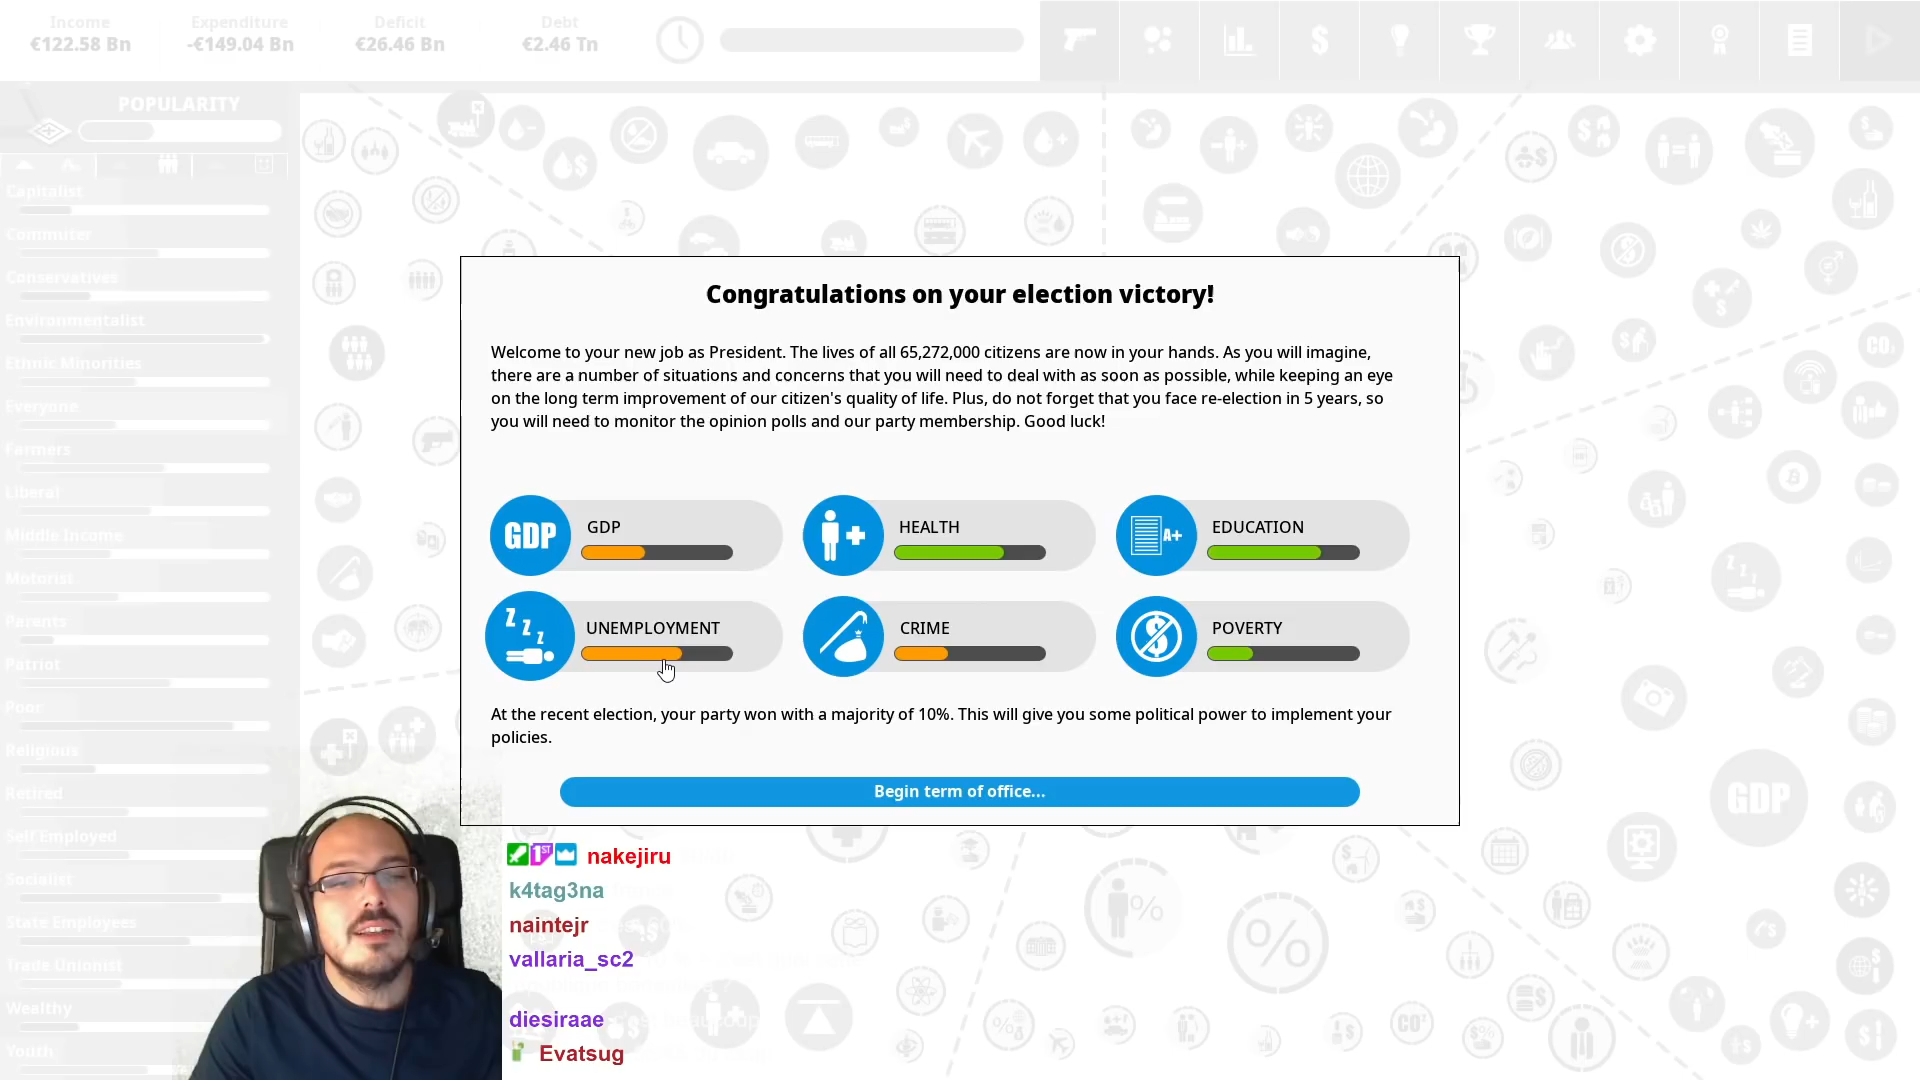 Income
Expenditure
Deficit
Debt
€122.58 Bn
-€149.04 Bn
€26.46 Bn
€2.46 Tn
POPULARITY
Capitalist
Commuter
Conservatives
Environmentalist
Ethnic Minorities
Everyone
Farmers
Liberal
Middle Income
Motorist
Parents
Patriot
Poor
Religious
Retired
Self Employed
Socialist
State Employees
Trade Unionist
Wealthy
Youth
Congratulations on your election victory!
Welcome to your new job as President. The lives of all 65,272,000 citizens are now in your hands. As you will imagine,
there are a number of situations and concerns that you will need to deal with as soon as possible, while keeping an eye
on the long term improvement of our citizen's quality of life. Plus, do not forget that you face re-election in 5 years, so
you will need to monitor the opinion polls and our party membership. Good luck!
GDP
GDP
HEALTH
A+
EDUCATION
Z Z Z
UNEMPLOYMENT
CRIME
POVERTY
At the recent election, your party won with a majority of 10%. This will give you some political power to implement your
policies.
Begin term of office...
1ST
nakejiru
k4tag3na
naintejr
vallaria_sc2
diesiraae
Evatsug
CO²
GDP
CO²